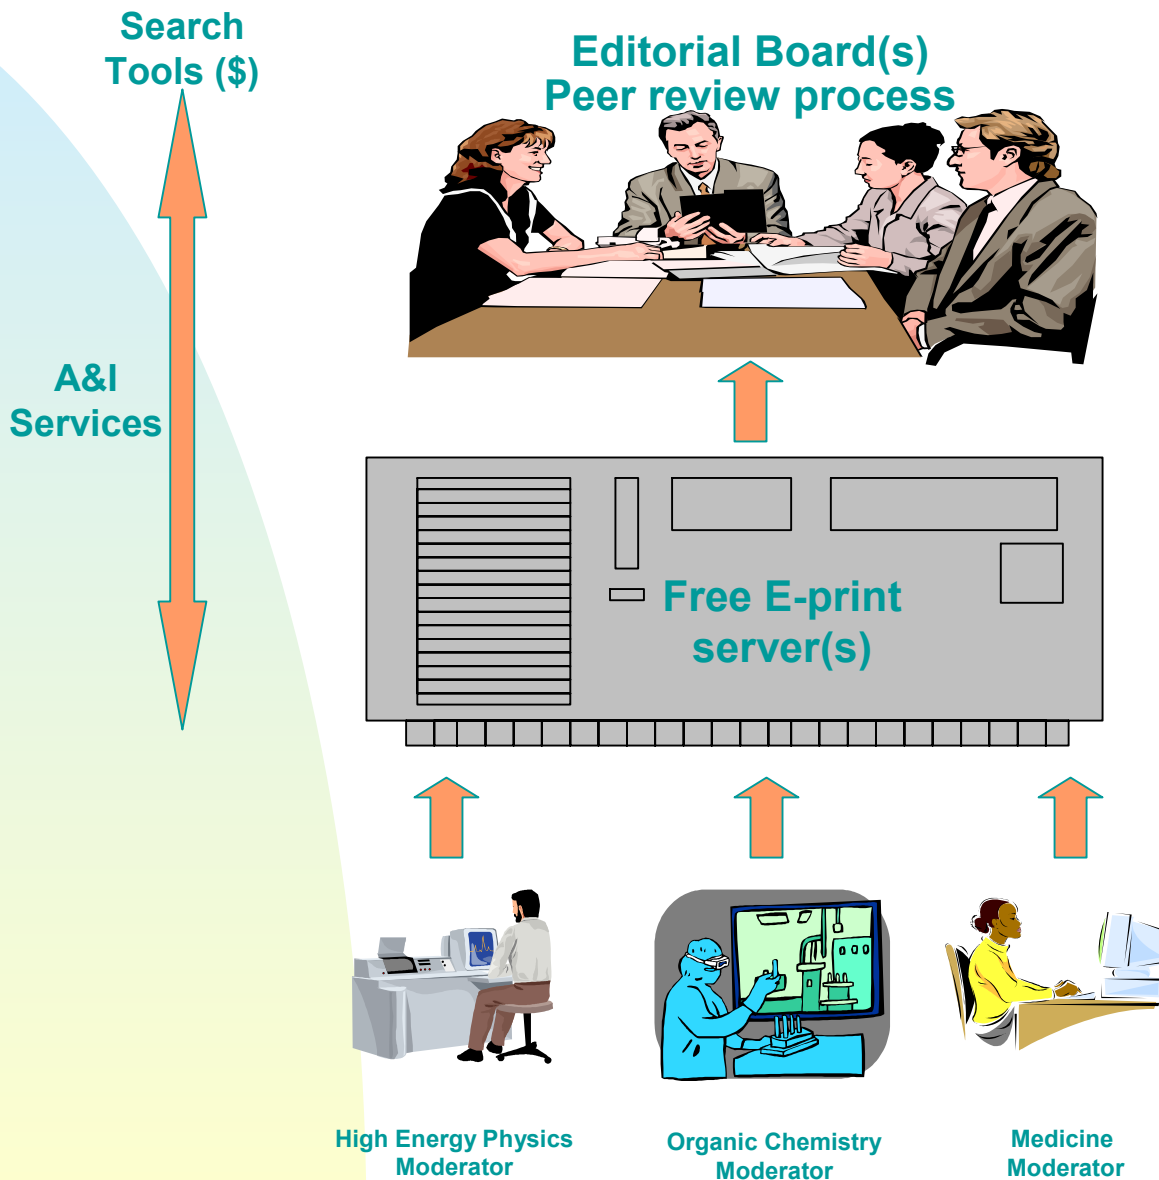 Search
Tools ($)
Editorial Board(s)
Peer review process
A&I
Services
Free E-print
server(s)
High Energy Physics
Moderator
Organic Chemistry
Moderator
Medicine
Moderator